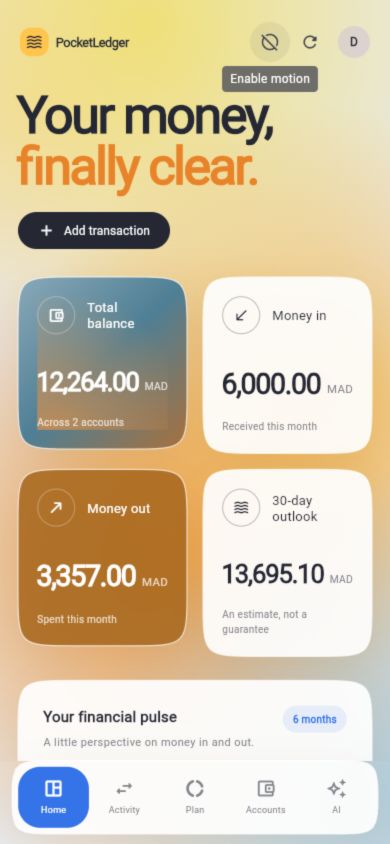 PocketLedger
D
Enable motion
Your money,
finally clear.
+ Add transaction
Total
balance
12,264.00 MAD
Across 2 accounts
Money in
6,000.00 MAD
Received this month
Money out
3,357.00 MAD
Spent this month
30-day
outlook
13,695.10 MAD
An estimate, not a
guarantee
Your financial pulse
6 months
A little perspective on money in and out.
Home
Activity
Plan
Accounts
AI